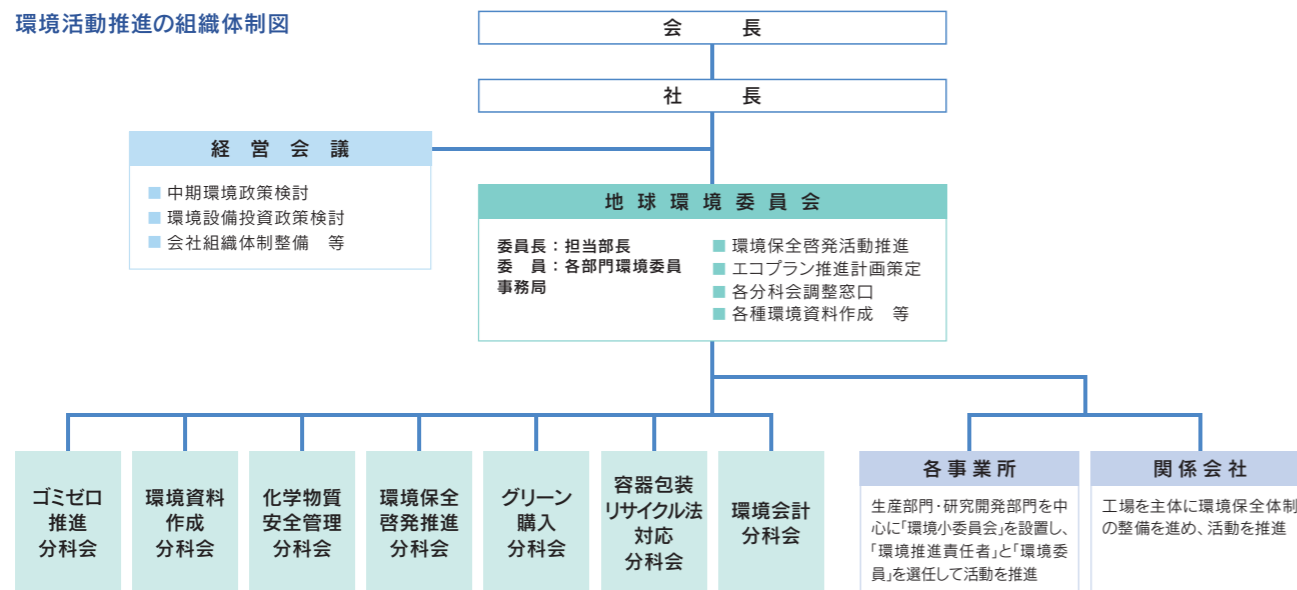 環境活動推進の組織体制図
会 長
社 長
経 営 会 議
■ 中期環境政策検討
■ 環境設備投資政策検討
■ 会社組織体制整備 等
地 球 環 境 委 員 会
委員長：担当部長
委 員：各部門環境委員
事務局
■ 環境保全啓発活動推進
■ エコプラン推進計画策定
■ 各分科会調整窓口
■ 各種環境資料作成 等
ゴミゼロ
推進
分科会
環境資料
作成
分科会
化学物質
安全管理
分科会
環境保全
啓発推進
分科会
グリーン
購入
分科会
容器包装
リサイクル法
対応
分科会
環境会計
分科会
各 事 業 所
生産部門・研究開発部門を中
心に「環境小委員会」を設置し、
「環境推進責任者」と「環境委
員」を選任して活動を推進
関 係 会 社
工場を主体に環境保全体制
の整備を進め、活動を推進